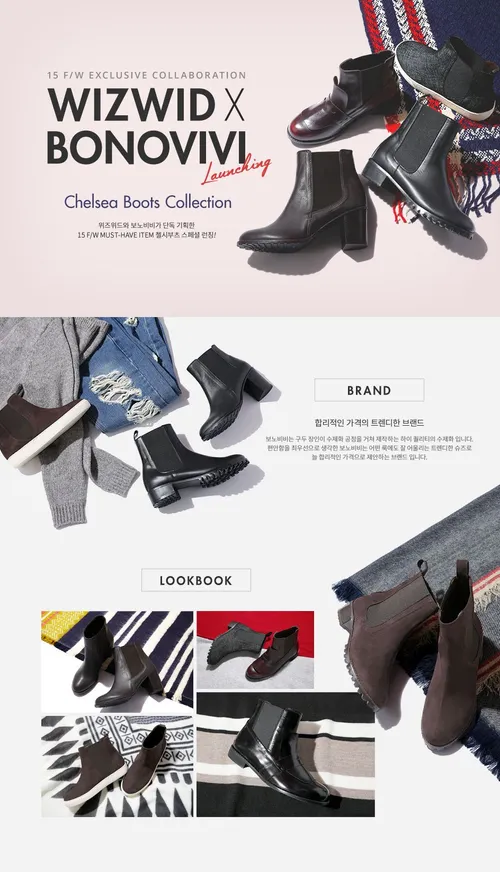 15 F/W EXCLUSIVE COLLABORATION
WIZWID X
BONOVIVI
Launching
Chelsea Boots Collection
위즈위드와 보노비비가 단독 기획한
15 F/W MUST-HAVE ITEM 첼시부츠 스페셜 런칭!
BRAND
합리적인 가격의 트렌디한 브랜드
보노비비는 구두 장인이 수제화 공정을 거쳐 제작하는 하이 퀄리티의 수제화 입니다.
편안함을 최우선으로 생각한 보노비비는 어떤 룩에도 잘 어울리는 트렌디한 슈즈로
늘 합리적인 가격으로 제안하는 브랜드 입니다.
LOOKBOOK